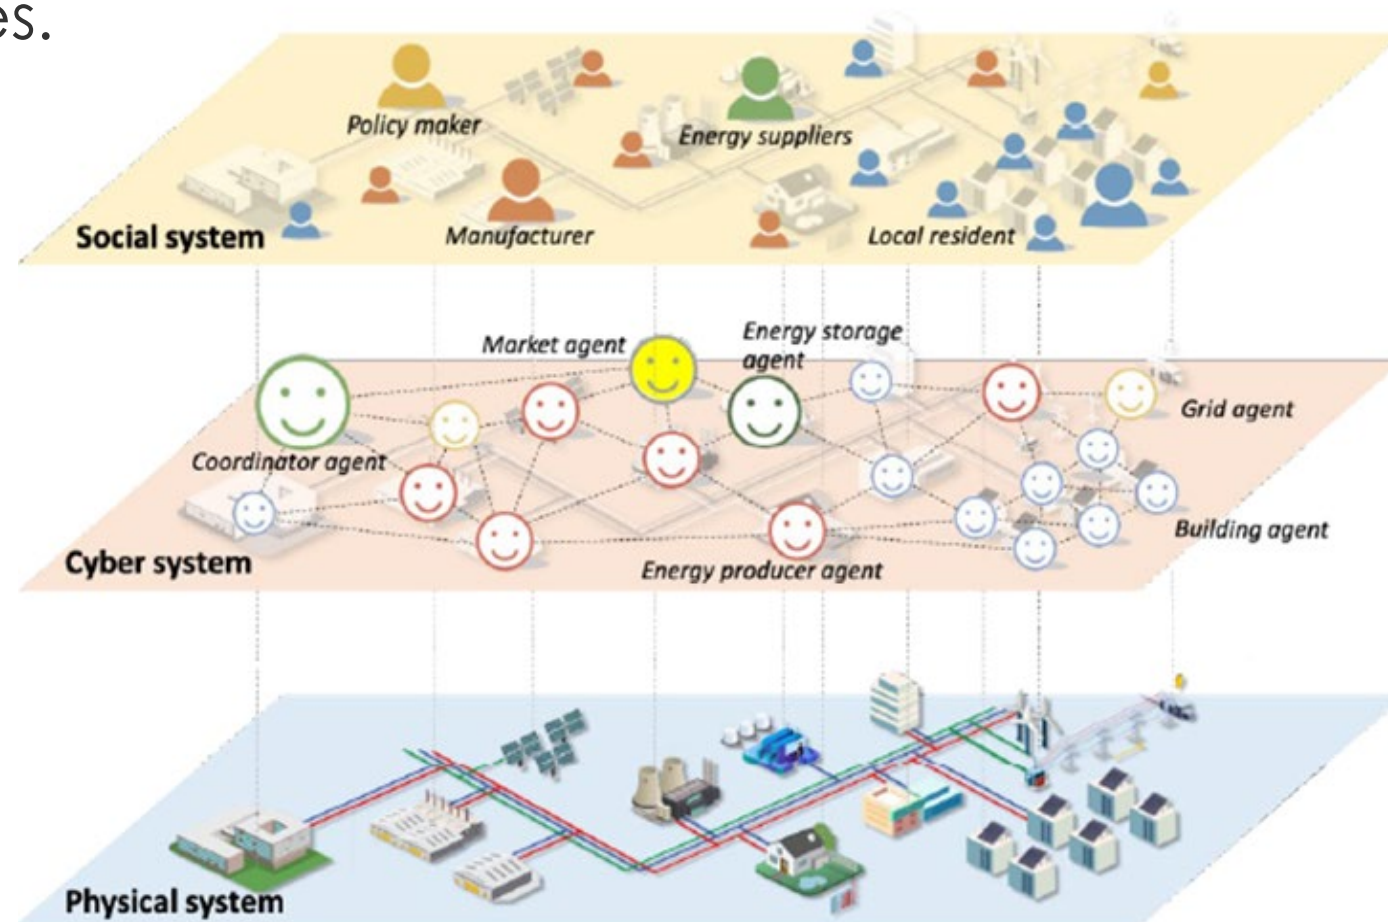 es.
Policy maker
Energy suppliers
Social system
Manufacturer
Local resident
Market agent
Energy storage
agent
Grid agent
Coordinator agent
Building agent
Cyber system
Energy producer agent
Physical system